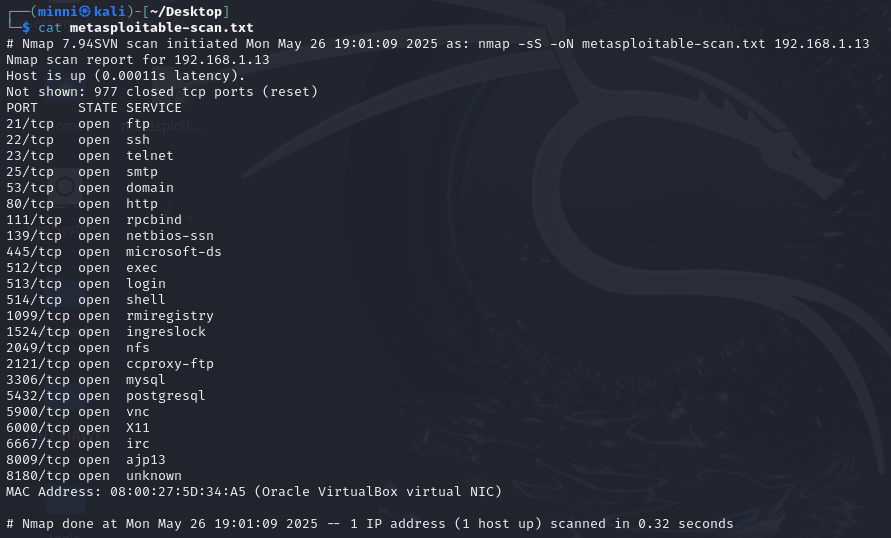 ┌──(minni㉿kali)-[~/Desktop]
└─$ cat metasploitable-scan.txt
# Nmap 7.94SVN scan initiated Mon May 26 19:01:09 2025 as: nmap -sS -oN metasploitable-scan.txt 192.168.1.13
Nmap scan report for 192.168.1.13
Host is up (0.00011s latency).
Not shown: 977 closed tcp ports (reset)
PORT     STATE SERVICE
21/tcp   open  ftp
22/tcp   open  ssh
23/tcp   open  telnet
25/tcp   open  smtp
53/tcp   open  domain
80/tcp   open  http
111/tcp  open  rpcbind
139/tcp  open  netbios-ssn
445/tcp  open  microsoft-ds
512/tcp  open  exec
513/tcp  open  login
514/tcp  open  shell
1099/tcp open  rmiregistry
1524/tcp open  ingreslock
2049/tcp open  nfs
2121/tcp open  ccproxy-ftp
3306/tcp open  mysql
5432/tcp open  postgresql
5900/tcp open  vnc
6000/tcp open  X11
6667/tcp open  irc
8009/tcp open  ajp13
8180/tcp open  unknown
MAC Address: 08:00:27:5D:34:A5 (Oracle VirtualBox virtual NIC)

# Nmap done at Mon May 26 19:01:09 2025 -- 1 IP address (1 host up) scanned in 0.32 seconds